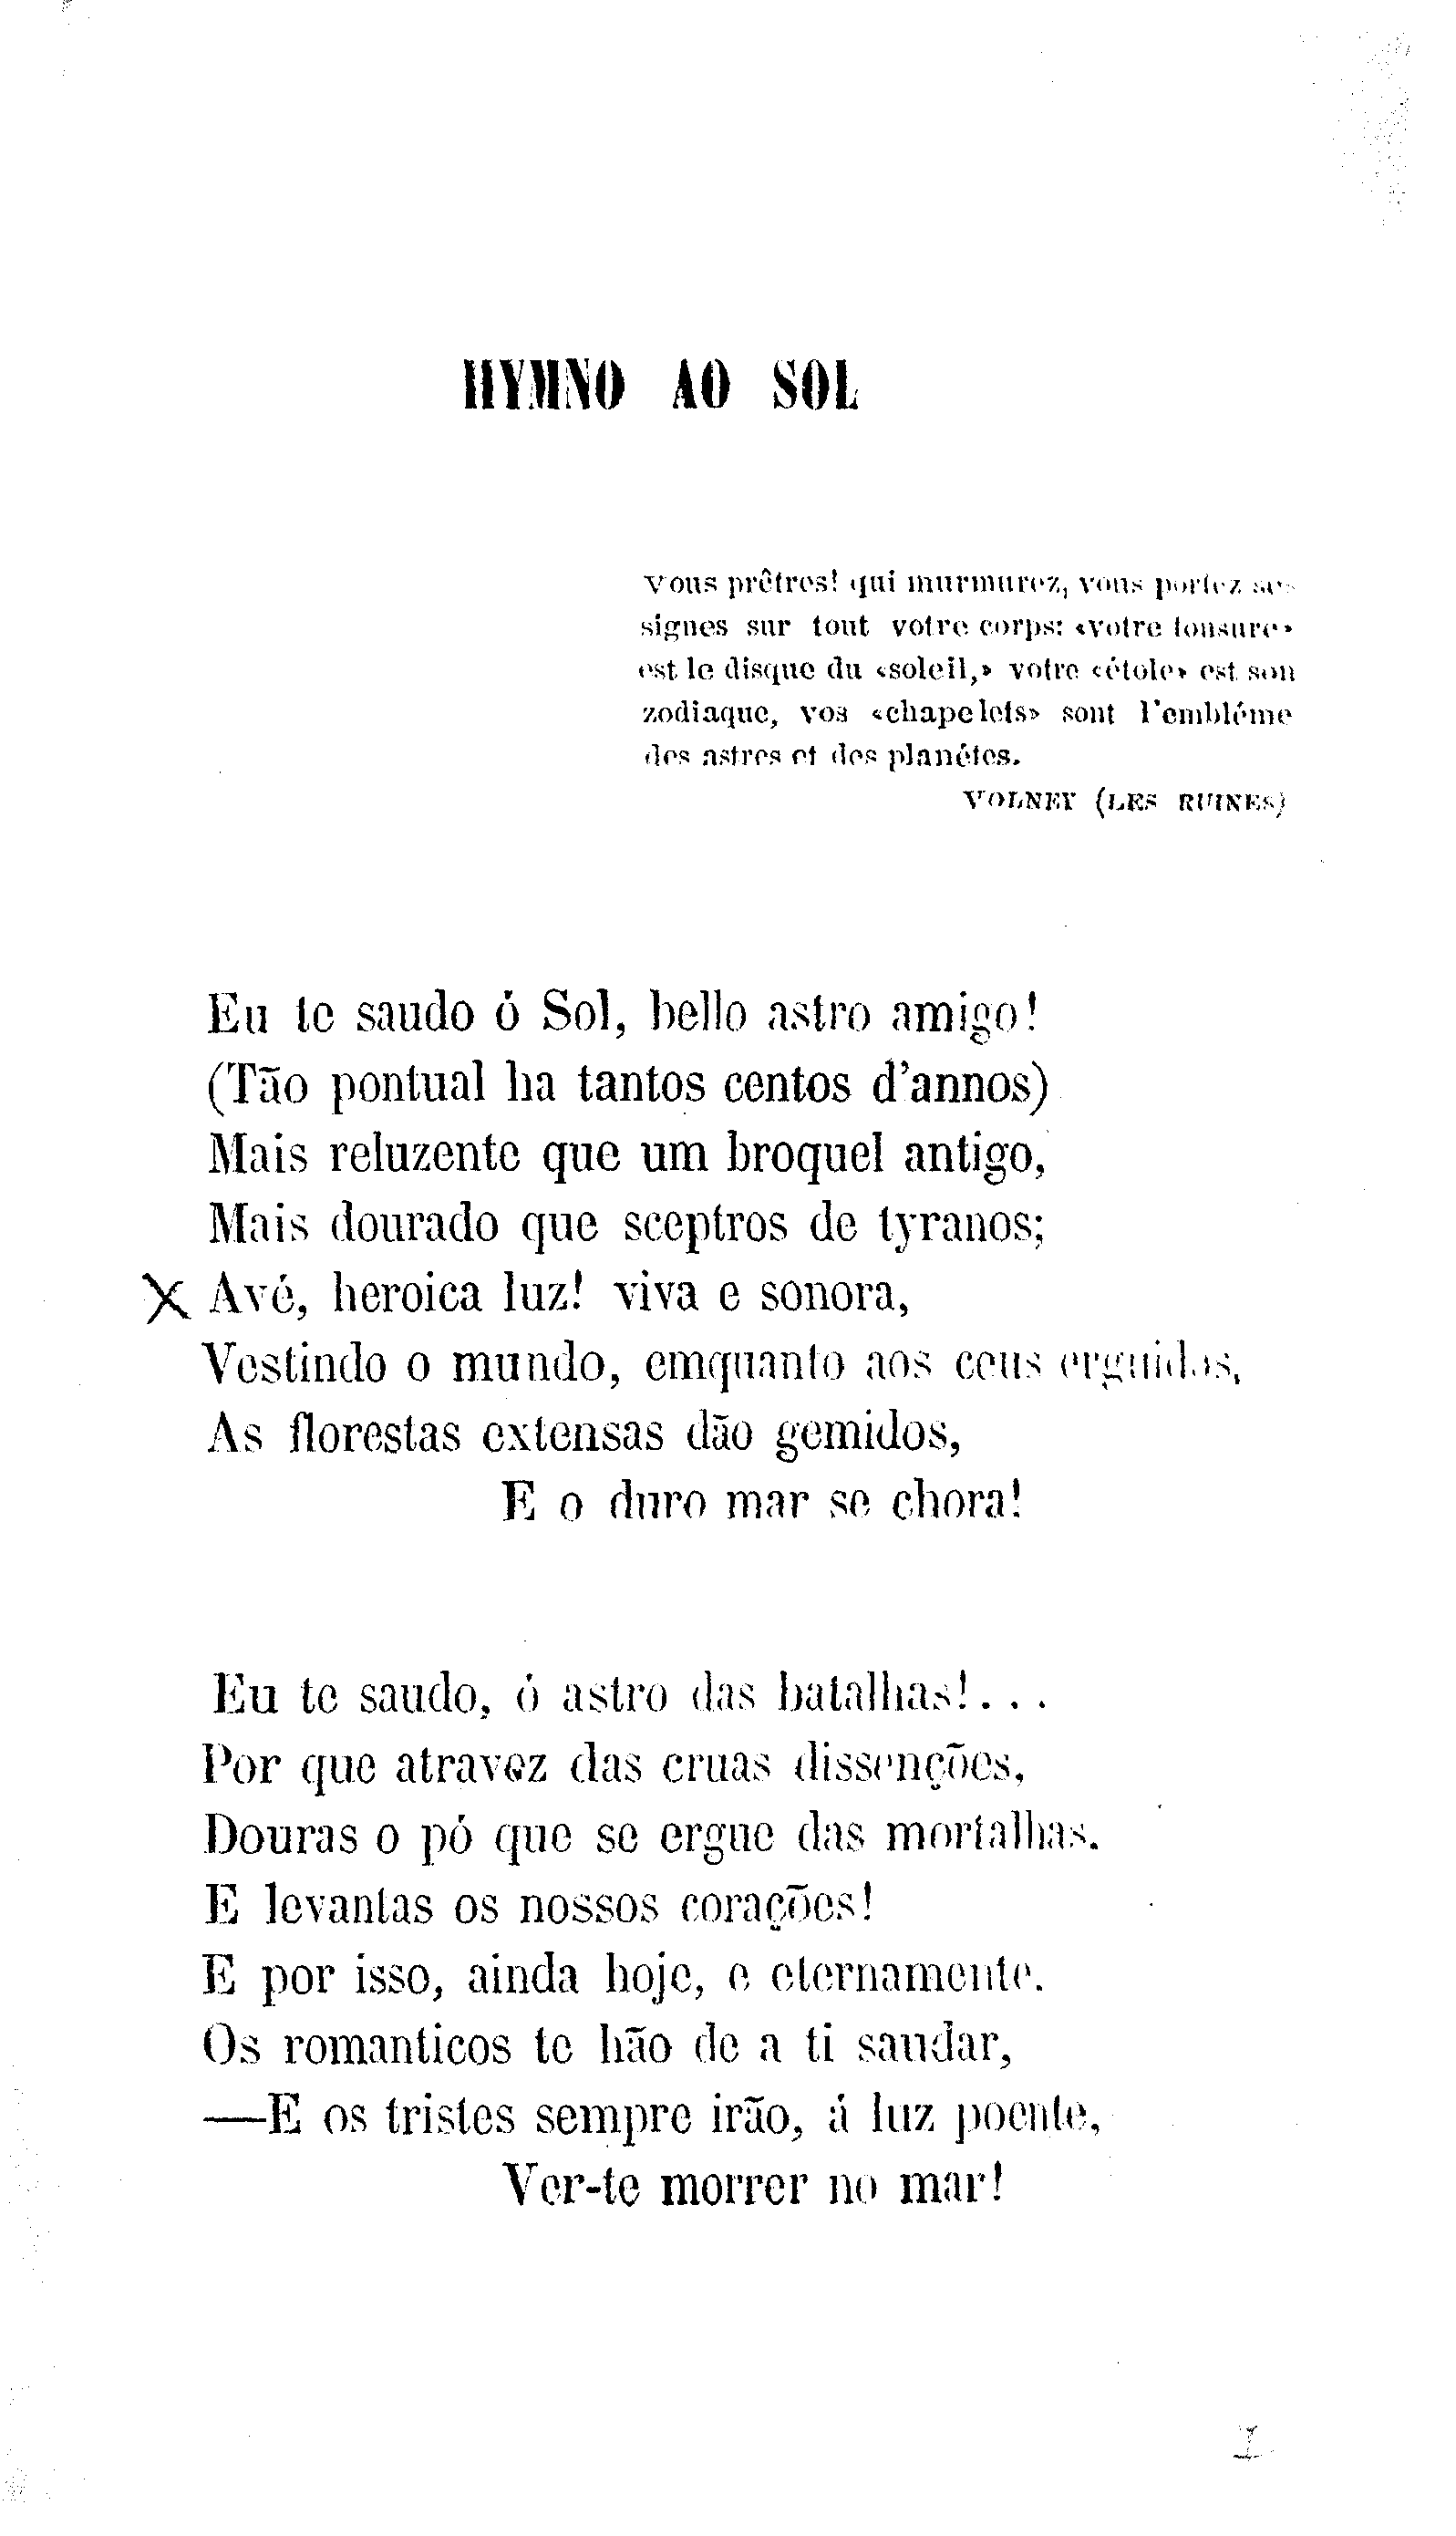 HYMNO AO SOL
Vous prêtres! qui murmurez, vous portez ses
signes sur tout votre corps: «votre tonsure»
est le disque du «soleil,» votre «étole» est son
zodiaque, vos «chapelets» sont l'embléme
des astres et des planétes.
VOLNEY (LES RUINES)
Eu te saudo ó Sol, bello astro amigo!
(Tão pontual ha tantos centos d'annos)
Mais reluzente que um broquel antigo,
Mais dourado que sceptros de tyranos;
X Avé, heroica luz! viva e sonora,
Vestindo o mundo, emquanto aos ceus erguidas,
As florestas extensas dão gemidos,
E o duro mar se chora!
Eu te saudo, ó astro das batalhas!...
Por que atravez das cruas dissenções,
Douras o pó que se ergue das mortalhas.
E levantas os nossos corações!
E por isso, ainda hoje, e eternamente.
Os romanticos te hão de a ti saudar,
—E os tristes sempre irão, á luz poente,
Ver-te morrer no mar!
1